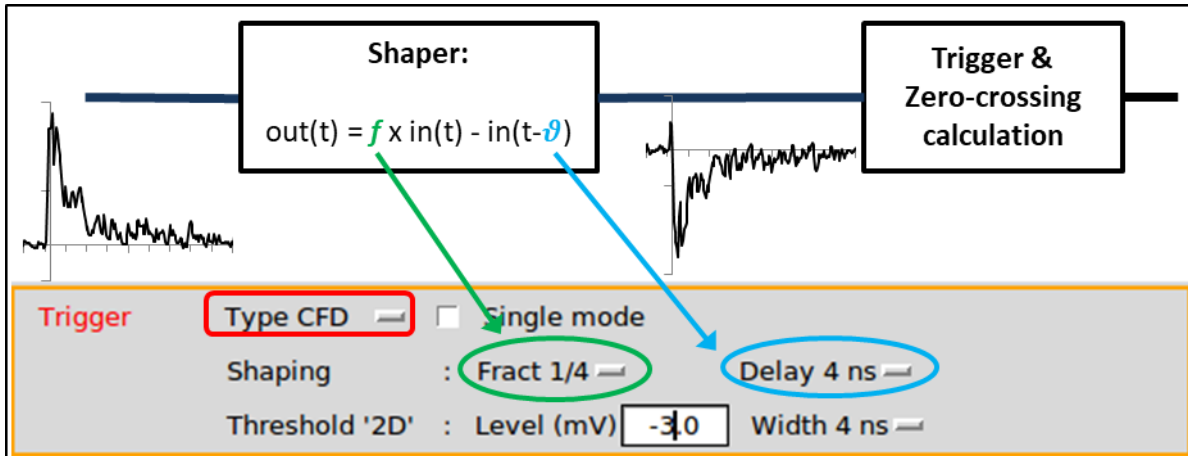 Shaper:
out(t) = f x in(t) - in(t-ϑ)
Trigger &
Zero-crossing
calculation
Trigger Type CFD Single mode
Shaping : Fract 1/4 Delay 4 ns
Threshold '2D' : Level (mV) -3.0 Width 4 ns